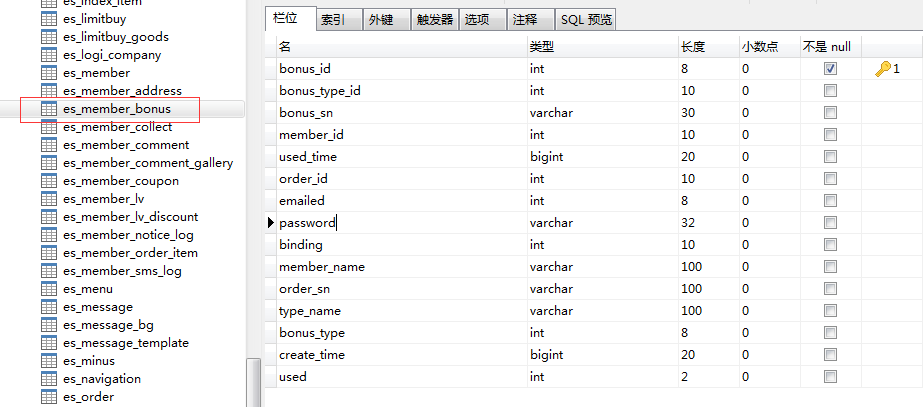 es_index_item
es_limitbuy
es_limitbuy_goods
es_logi_company
es_member
es_member_address
es_member_bonus
es_member_collect
es_member_comment
es_member_comment_gallery
es_member_coupon
es_member_lv
es_member_lv_discount
es_member_notice_log
es_member_order_item
es_member_sms_log
es_menu
es_message
es_message_bg
es_message_template
es_minus
es_navigation
es_order
栏位 索引 外键 触发器 选项 注释 SQL 预览
名 类型 长度 小数点 不是 null
bonus_id int 8 0 1
bonus_type_id int 10 0
bonus_sn varchar 30 0
member_id int 10 0
used_time bigint 20 0
order_id int 10 0
emailed int 8 0
password varchar 32 0
binding int 10 0
member_name varchar 100 0
order_sn varchar 100 0
type_name varchar 100 0
bonus_type int 8 0
create_time bigint 20 0
used int 2 0